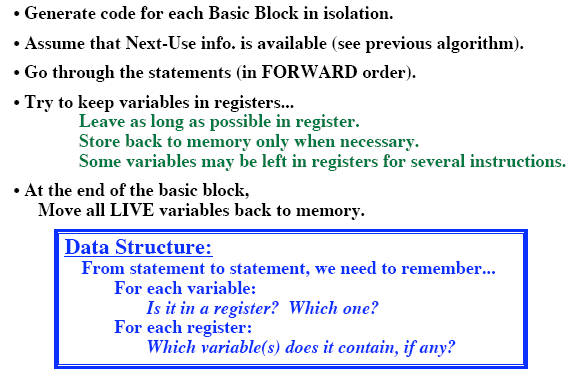 • Generate code for each Basic Block in isolation.
• Assume that Next-Use info. is available (see previous algorithm).
• Go through the statements (in FORWARD order).
• Try to keep variables in registers...
Leave as long as possible in register.
Store back to memory only when necessary.
Some variables may be left in registers for several instructions.
• At the end of the basic block,
Move all LIVE variables back to memory.
Data Structure:
From statement to statement, we need to remember...
For each variable:
Is it in a register? Which one?
For each register:
Which variable(s) does it contain, if any?